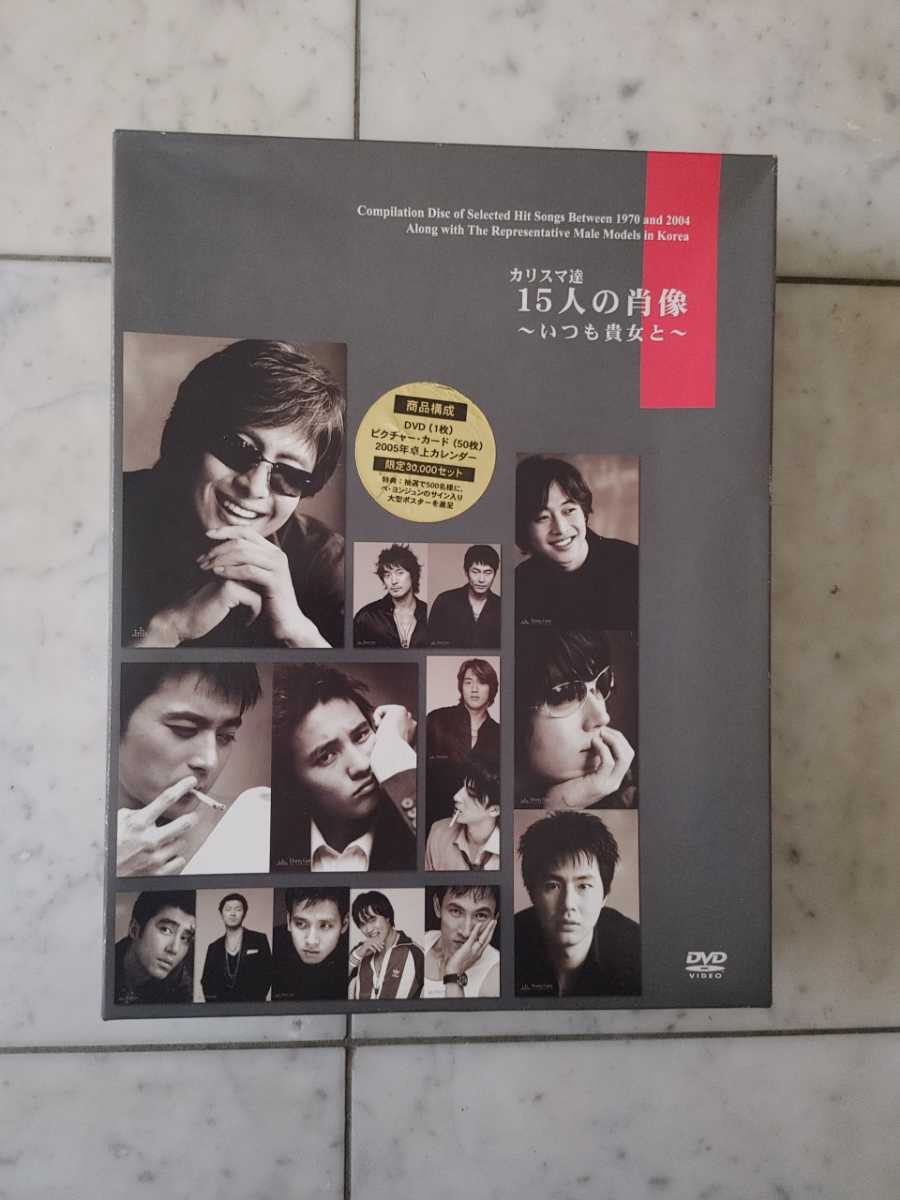 Compilation Disc of Selected Hit Songs Between 1970 and 2004
Along with The Representative Male Models in Korea
カリスマ達
15人の肖像
～いつも貴女と～
商品構成
DVD (1枚)
ピクチャー・カード (50枚)
2005年卓上カレンダー
限定30,000セット
特典：抽選で500名様に、
ペ・ヨンジュンのサイン入り
大型ポスターを進呈
DVD
VIDEO